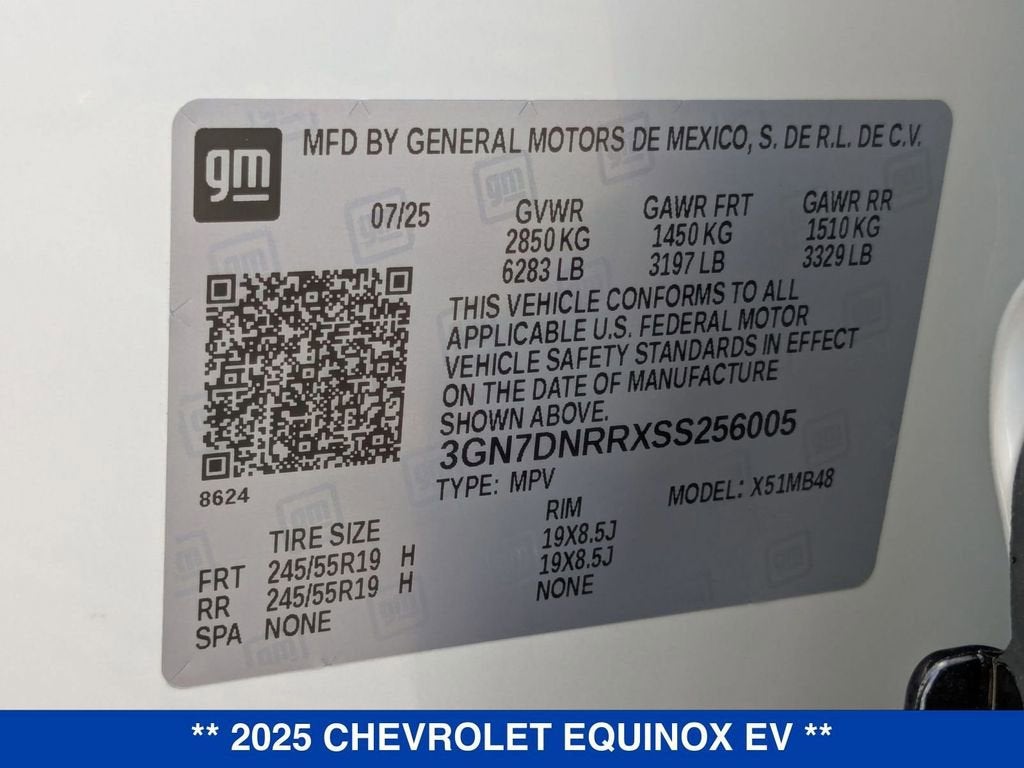 gm
MFD BY GENERAL MOTORS DE MEXICO, S. DE R.L. DE C.V.
07/25
GVWR GAWR FRT GAWR RR
2850 KG 1450 KG 1510 KG
6283 LB 3197 LB 3329 LB
THIS VEHICLE CONFORMS TO ALL
APPLICABLE U.S. FEDERAL MOTOR
VEHICLE SAFETY STANDARDS IN EFFECT
ON THE DATE OF MANUFACTURE
SHOWN ABOVE.
3GN7DNRRXSS256005
TYPE: MPV MODEL: X51MB48
8624
TIRE SIZE RIM
FRT 245/55R19 H 19X8.5J
RR 245/55R19 H 19X8.5J
SPA NONE NONE
** 2025 CHEVROLET EQUINOX EV **